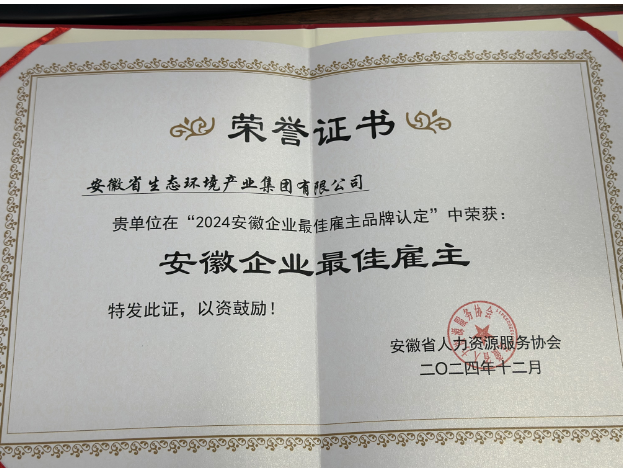 荣誉证书
安徽省生态环境产业集团有限公司
贵单位在“2024安徽企业最佳雇主品牌认定”中荣获：
安徽企业最佳雇主
特发此证，以资鼓励！
安徽省人力资源服务协会
二〇二四年十二月